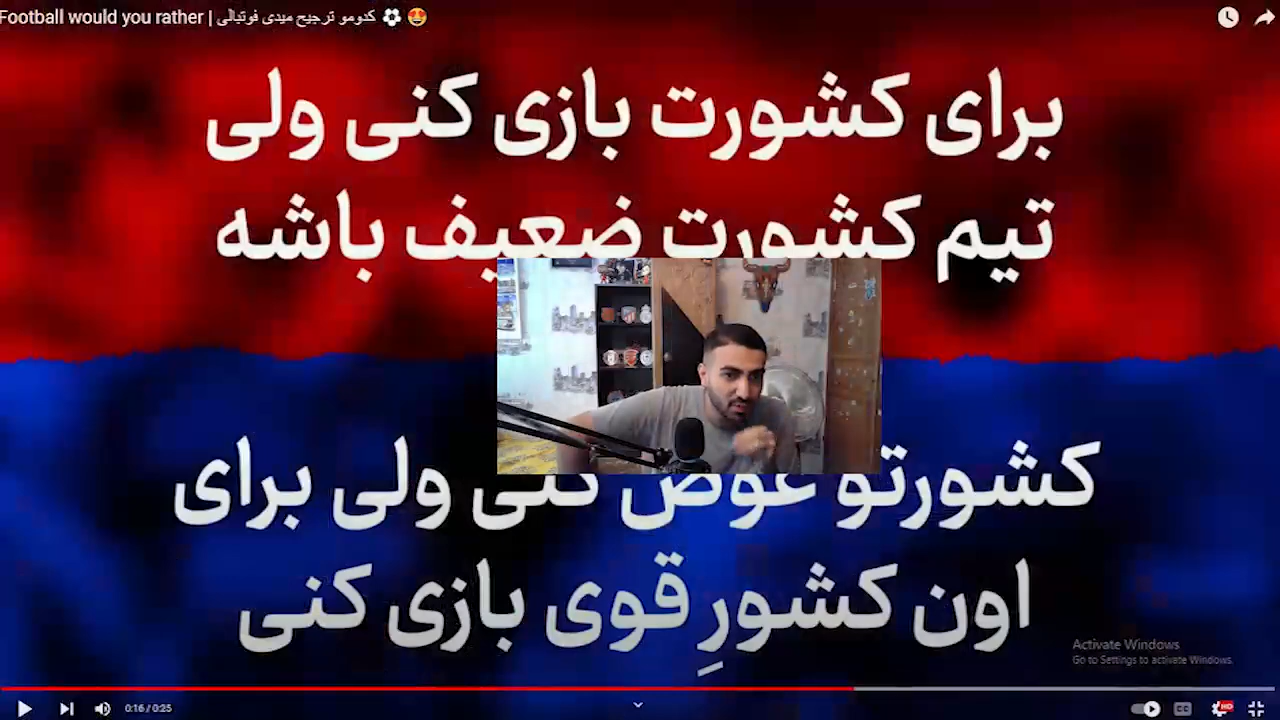 Football would you rather | کدومو ترجیح میدی فوتبالی ⚽ 🤩
برای کشورت بازی کنی ولی
تیم کشورت ضعیف باشه
کشورتو عوض کنی ولی برای
اون کشورِ قوی بازی کنی
Activate Windows
Go to Settings to activate Windows.
0:16 / 0:25
CC
HD